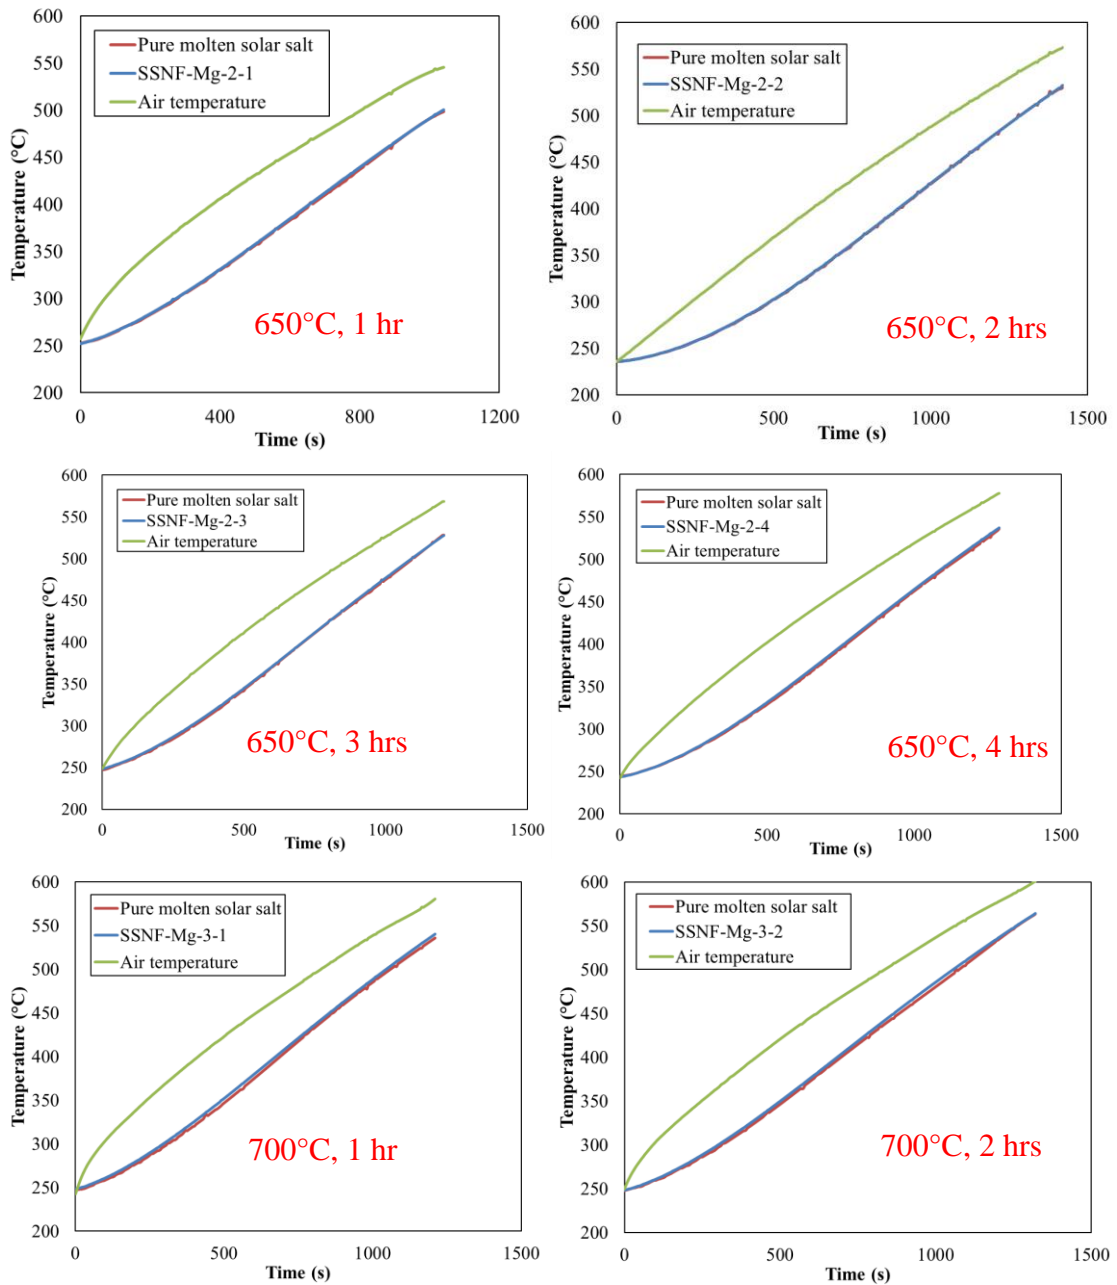 600
550
500
450
400
350
300
250
200
Temperature (°C)
Pure molten solar salt
SSNF-Mg-2-1
Air temperature
650°C, 1 hr
0 400 800 1200
Time (s)
600
550
500
450
400
350
300
250
200
Temperature (°C)
Pure molten solar salt
SSNF-Mg-2-2
Air temperature
650°C, 2 hrs
0 500 1000 1500
Time (s)
600
550
500
450
400
350
300
250
200
Temperature (°C)
Pure molten solar salt
SSNF-Mg-2-3
Air temperature
650°C, 3 hrs
0 500 1000 1500
Time (s)
600
550
500
450
400
350
300
250
200
Temperature (°C)
Pure molten solar salt
SSNF-Mg-2-4
Air temperature
650°C, 4 hrs
0 500 1000 1500
Time (s)
600
550
500
450
400
350
300
250
200
Temperature (°C)
Pure molten solar salt
SSNF-Mg-3-1
Air temperature
700°C, 1 hr
0 500 1000 1500
Time (s)
600
550
500
450
400
350
300
250
200
Temperature (°C)
Pure molten solar salt
SSNF-Mg-3-2
Air temperature
700°C, 2 hrs
0 500 1000 1500
Time (s)